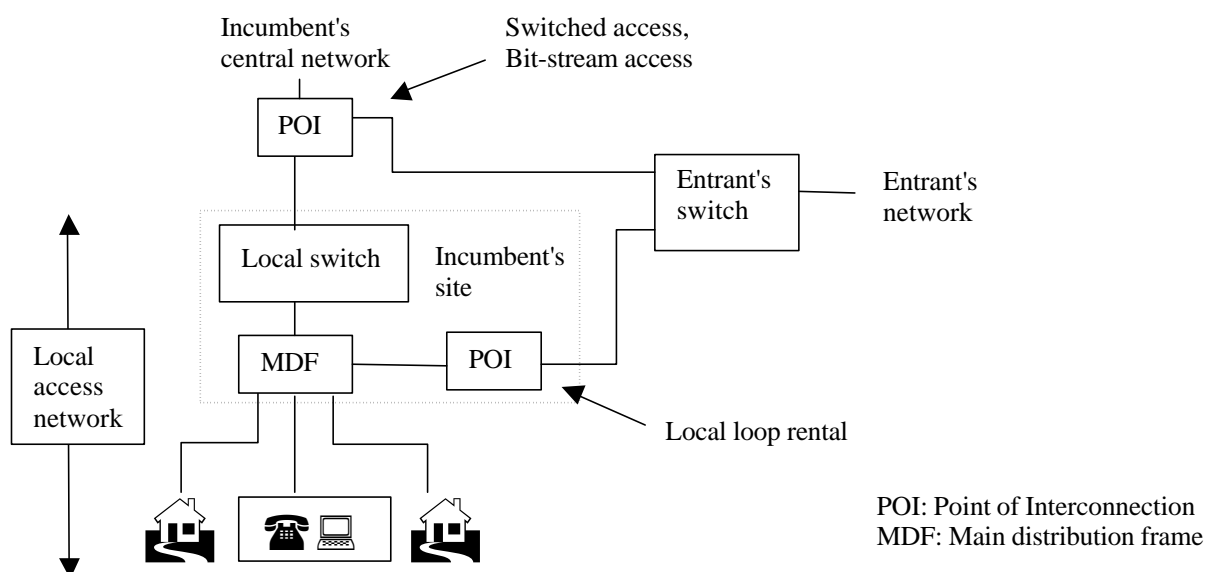 Incumbent's
central network
Switched access,
Bit-stream access
POI
Entrant's
switch
Entrant's
network
Local switch
Incumbent's
site
MDF
POI
Local
access
network
Local loop rental
POI: Point of Interconnection
MDF: Main distribution frame